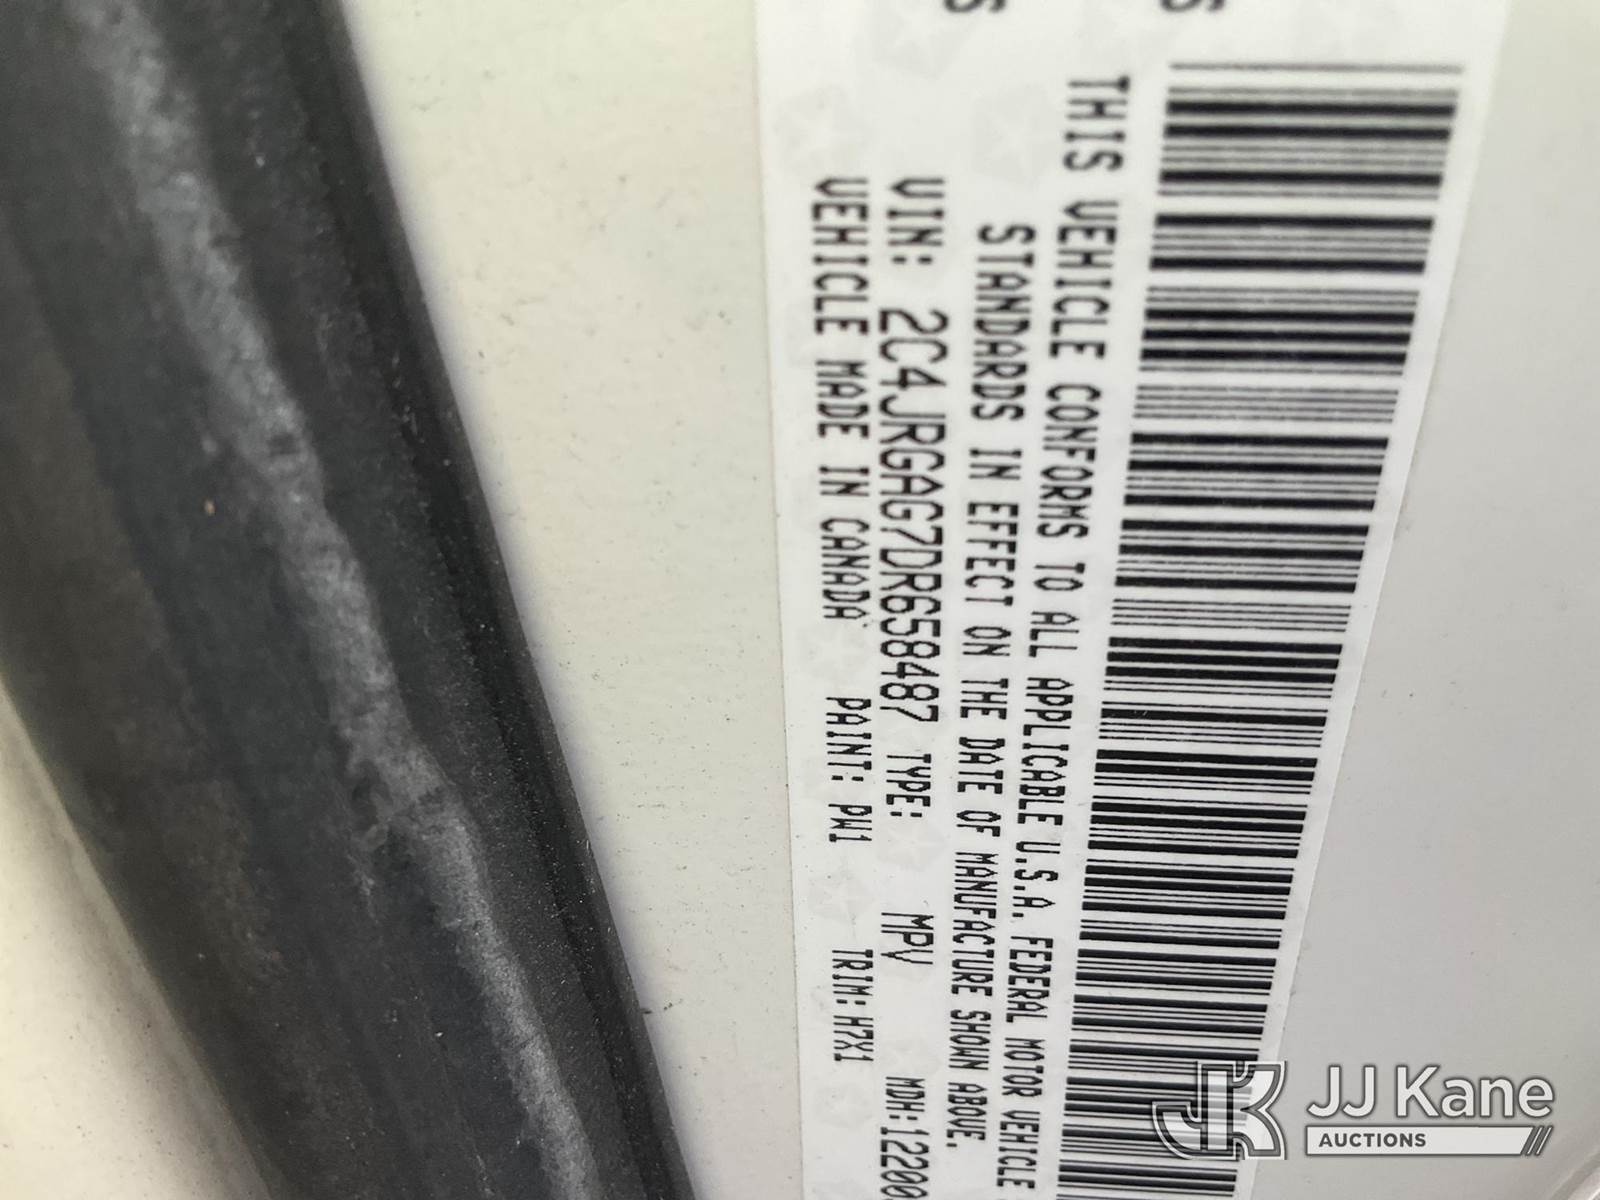 THIS VEHICLE CONFORMS TO ALL APPLICABLE U.S.A. FEDERAL MOTOR VEHICLE
STANDARDS IN EFFECT ON THE DATE OF MANUFACTURE SHOWN ABOVE.
VIN: 2C4JRGAG7DR658487 TYPE: MPV MDH: 12200
VEHICLE MADE IN CANADA PAINT: PW1 TRIM: H7X1
JJ Kane
AUCTIONS